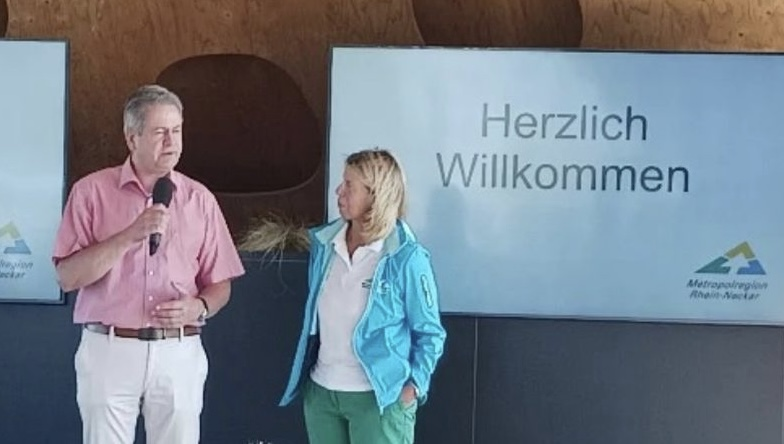 Herzlich
Willkommen
Metropolregion
Rhein-Neckar